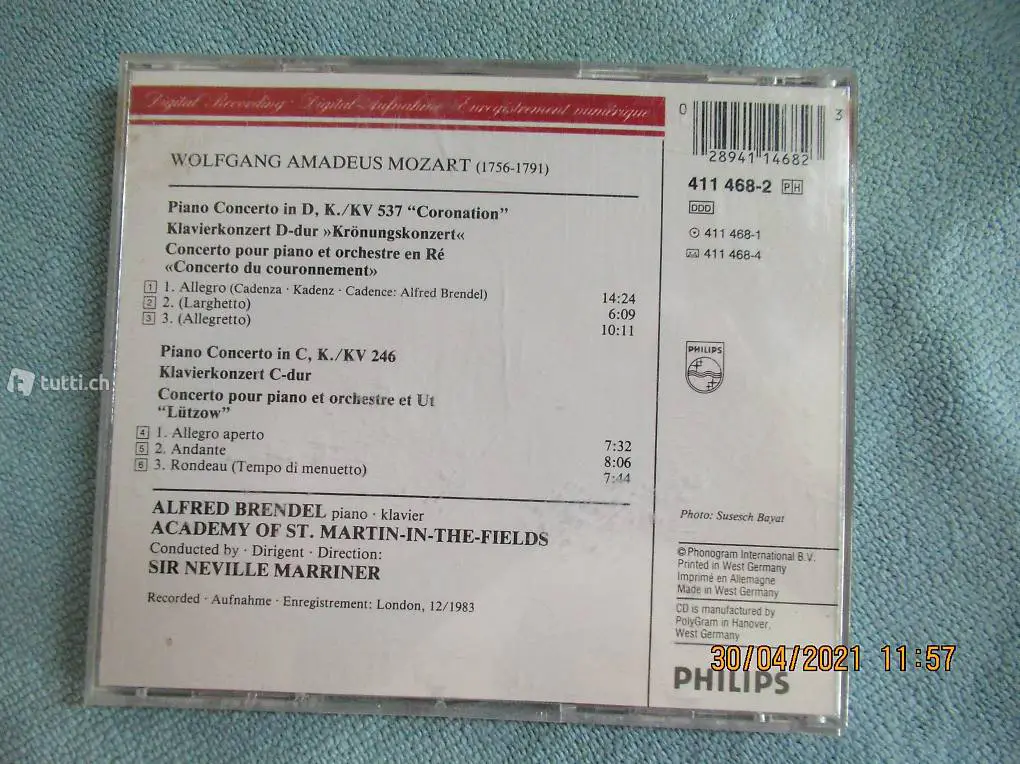 Digital Recording · Digital-Aufnahme · Enregistrement numérique
WOLFGANG AMADEUS MOZART (1756-1791)
Piano Concerto in D, K./KV 537 “Coronation”
Klavierkonzert D-dur »Krönungskonzert«
Concerto pour piano et orchestre en Ré
«Concerto du couronnement»
1 1. Allegro (Cadenza · Kadenz · Cadence: Alfred Brendel) 14:24
2 2. (Larghetto) 6:09
3 3. (Allegretto) 10:11
Piano Concerto in C, K./KV 246
Klavierkonzert C-dur
Concerto pour piano et orchestre et Ut
“Lützow”
4 1. Allegro aperto 7:32
5 2. Andante 8:06
6 3. Rondeau (Tempo di menuetto) 7:44
ALFRED BRENDEL piano · klavier
ACADEMY OF ST. MARTIN-IN-THE-FIELDS
Conducted by · Dirigent · Direction:
SIR NEVILLE MARRINER
Recorded · Aufnahme · Enregistrement: London, 12/1983
0 28941 14682 3
411 468-2 PH
DDD
411 468-1
411 468-4
PHILIPS
Photo: Susesch Bayat
© Phonogram International B.V.
Printed in West Germany
Imprimé en Allemagne
Made in West Germany
CD is manufactured by
PolyGram in Hanover,
West Germany
PHILIPS
30/04/2021 11:57
tutti.ch